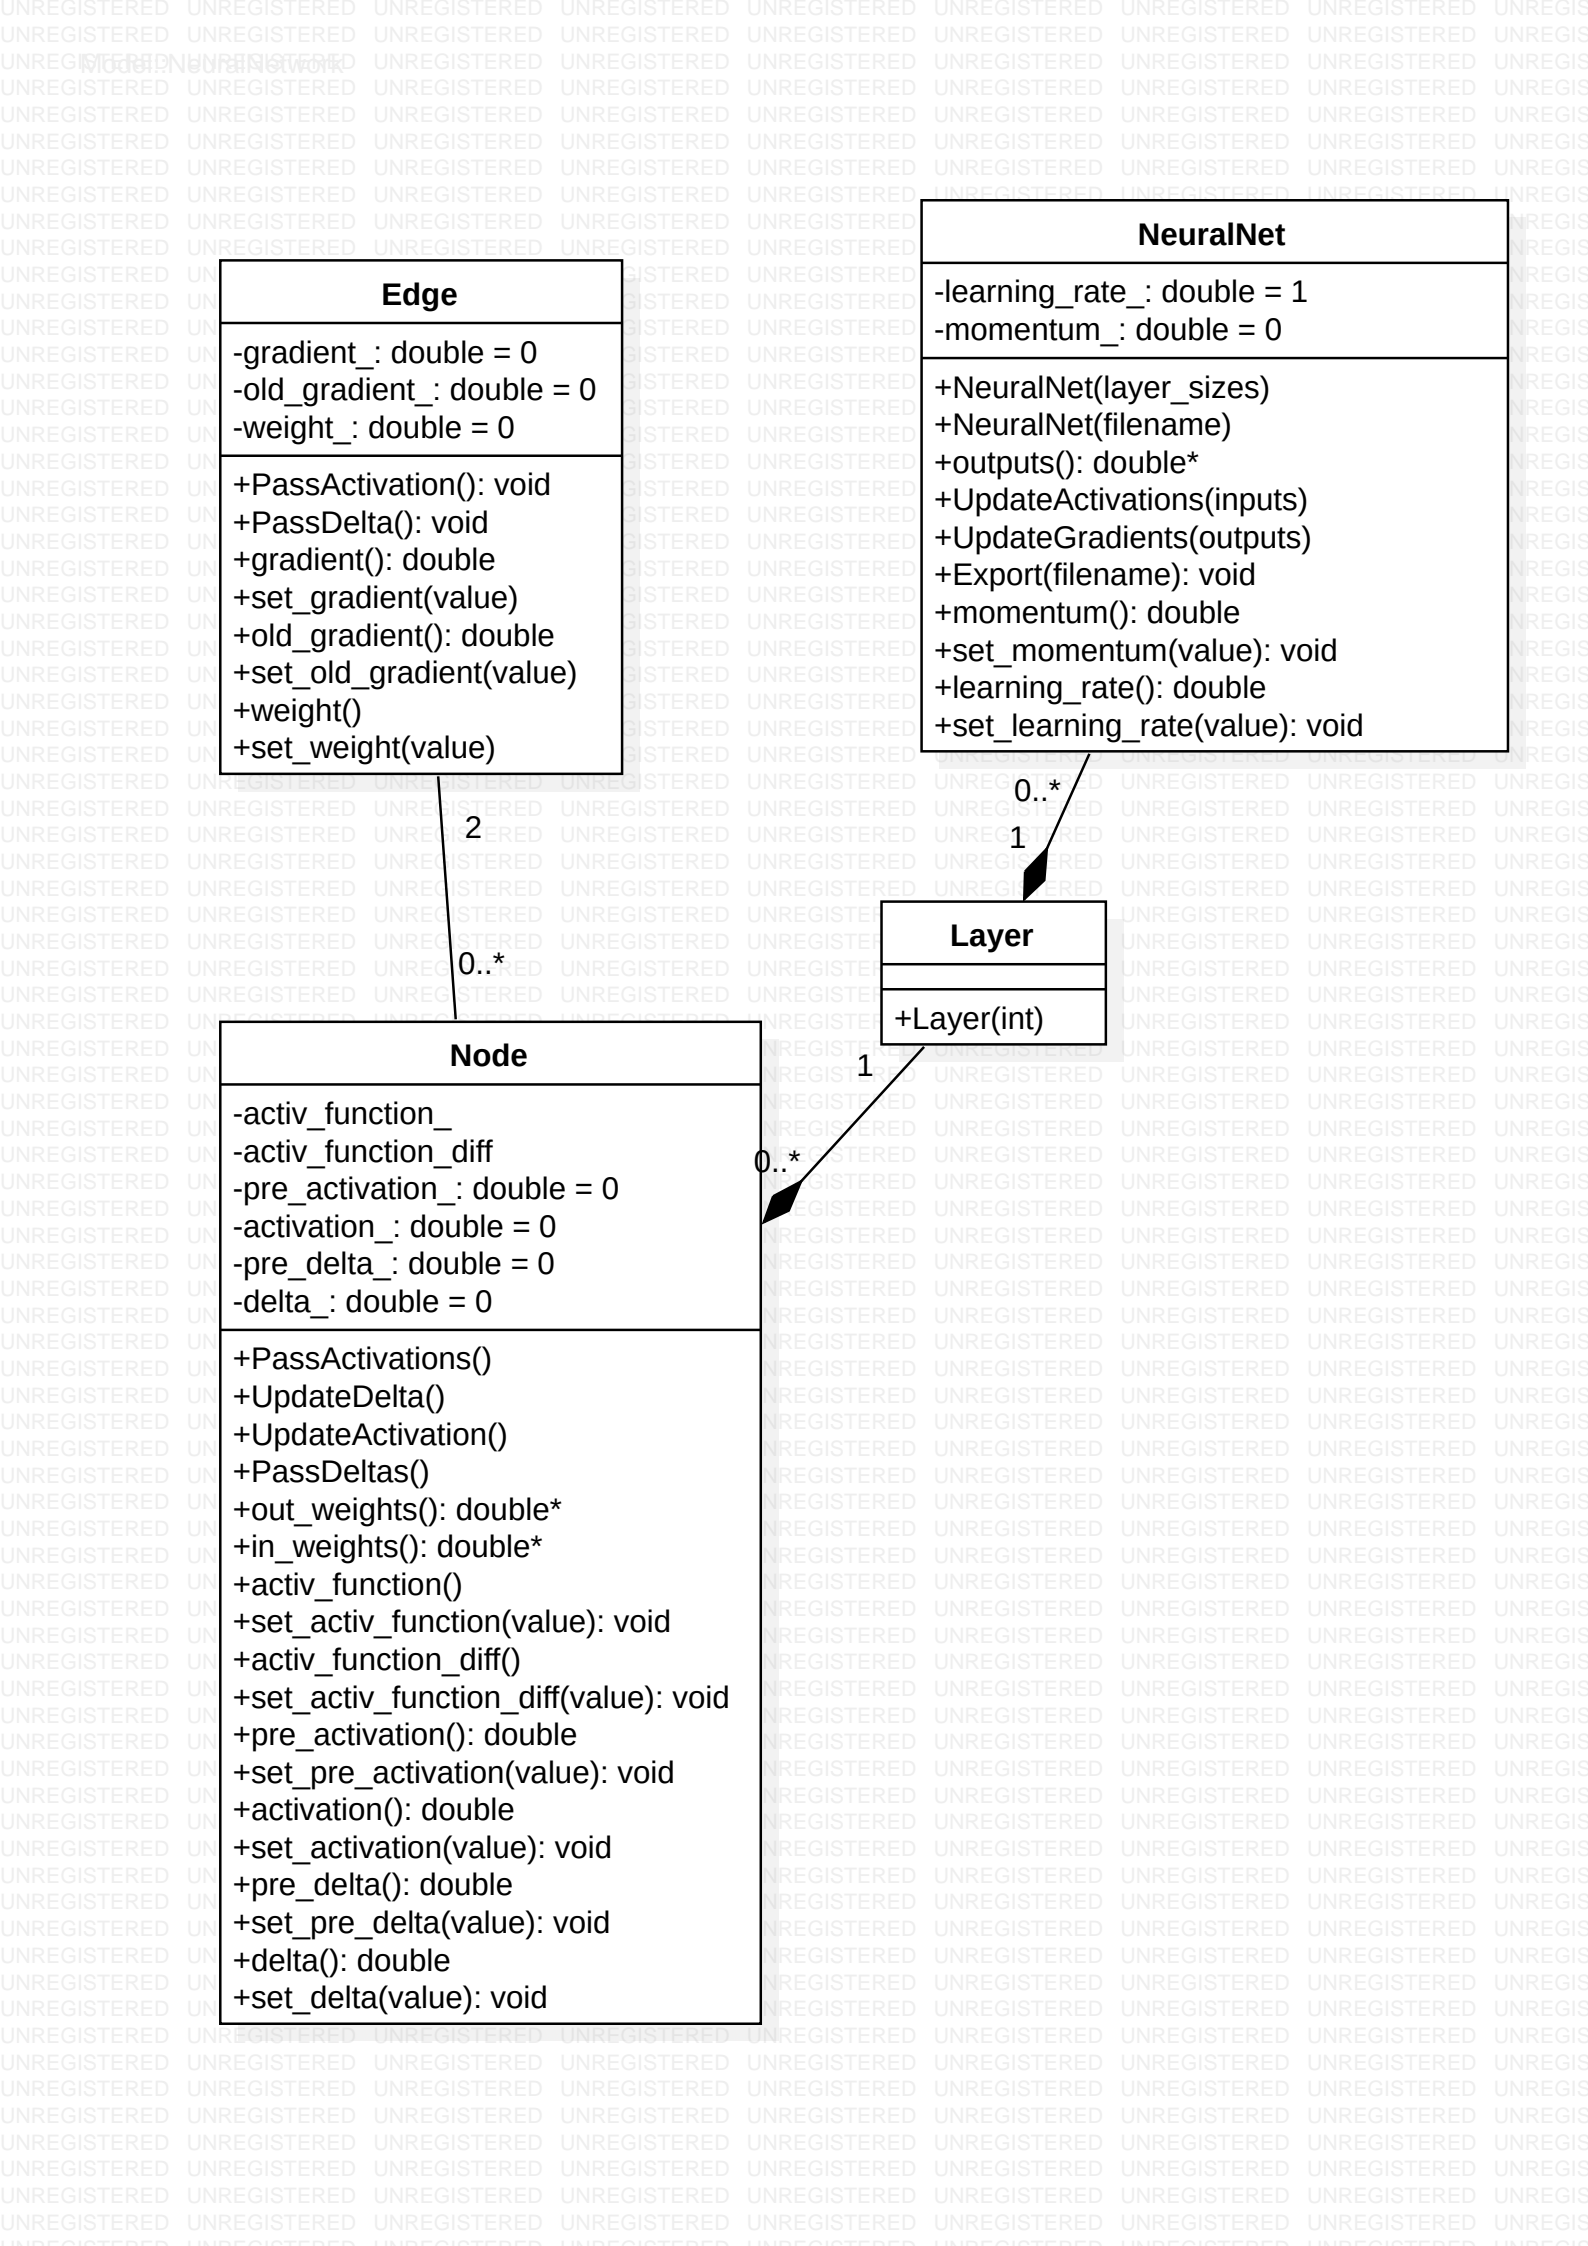 Model::NeuralNetwork
NeuralNet
-learning_rate_: double = 1
-momentum_: double = 0
+NeuralNet(layer_sizes)
+NeuralNet(filename)
+outputs(): double*
+UpdateActivations(inputs)
+UpdateGradients(outputs)
+Export(filename): void
+momentum(): double
+set_momentum(value): void
+learning_rate(): double
+set_learning_rate(value): void
Edge
-gradient_: double = 0
-old_gradient_: double = 0
-weight_: double = 0
+PassActivation(): void
+PassDelta(): void
+gradient(): double
+set_gradient(value)
+old_gradient(): double
+set_old_gradient(value)
+weight()
+set_weight(value)
0..*
1
2
0..*
Layer
+Layer(int)
1
0..*
Node
-activ_function_
-activ_function_diff
-pre_activation_: double = 0
-activation_: double = 0
-pre_delta_: double = 0
-delta_: double = 0
+PassActivations()
+UpdateDelta()
+UpdateActivation()
+PassDeltas()
+out_weights(): double*
+in_weights(): double*
+activ_function()
+set_activ_function(value): void
+activ_function_diff()
+set_activ_function_diff(value): void
+pre_activation(): double
+set_pre_activation(value): void
+activation(): double
+set_activation(value): void
+pre_delta(): double
+set_pre_delta(value): void
+delta(): double
+set_delta(value): void
UNREGISTERED